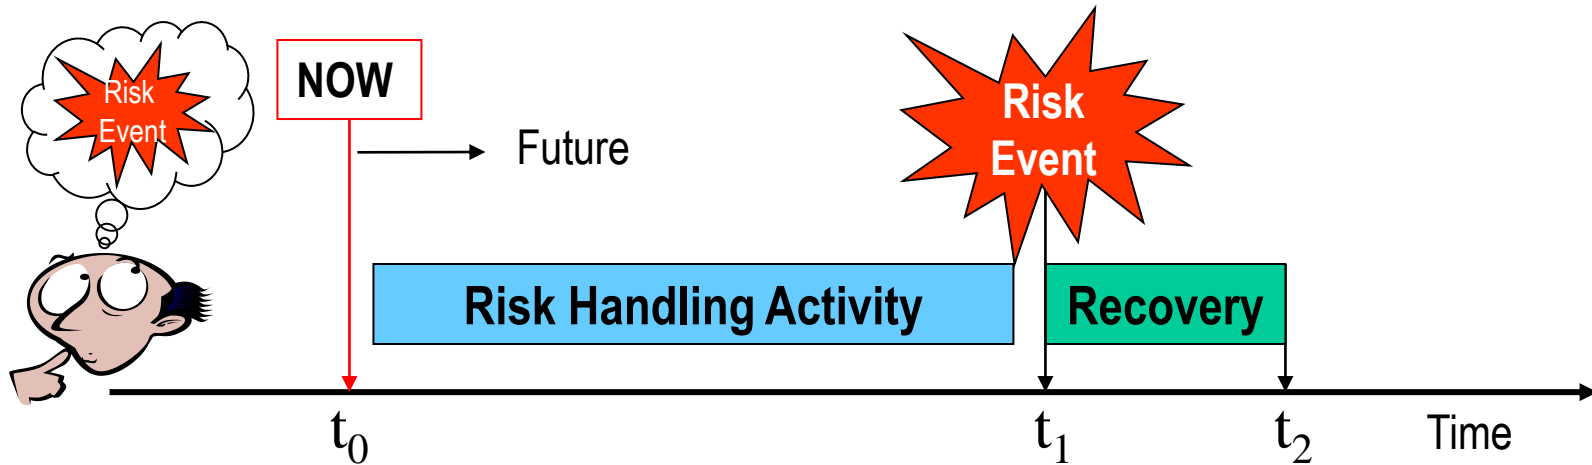 Risk
Event
NOW
Future
Risk
Event
Risk Handling Activity
Recovery
t0
t1
t2
Time